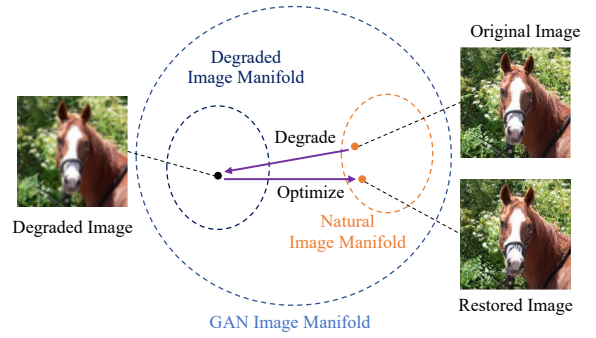 Original Image
Degraded
Image Manifold
Degrade
Optimize
Degraded Image
Natural
Image Manifold
Restored Image
GAN Image Manifold